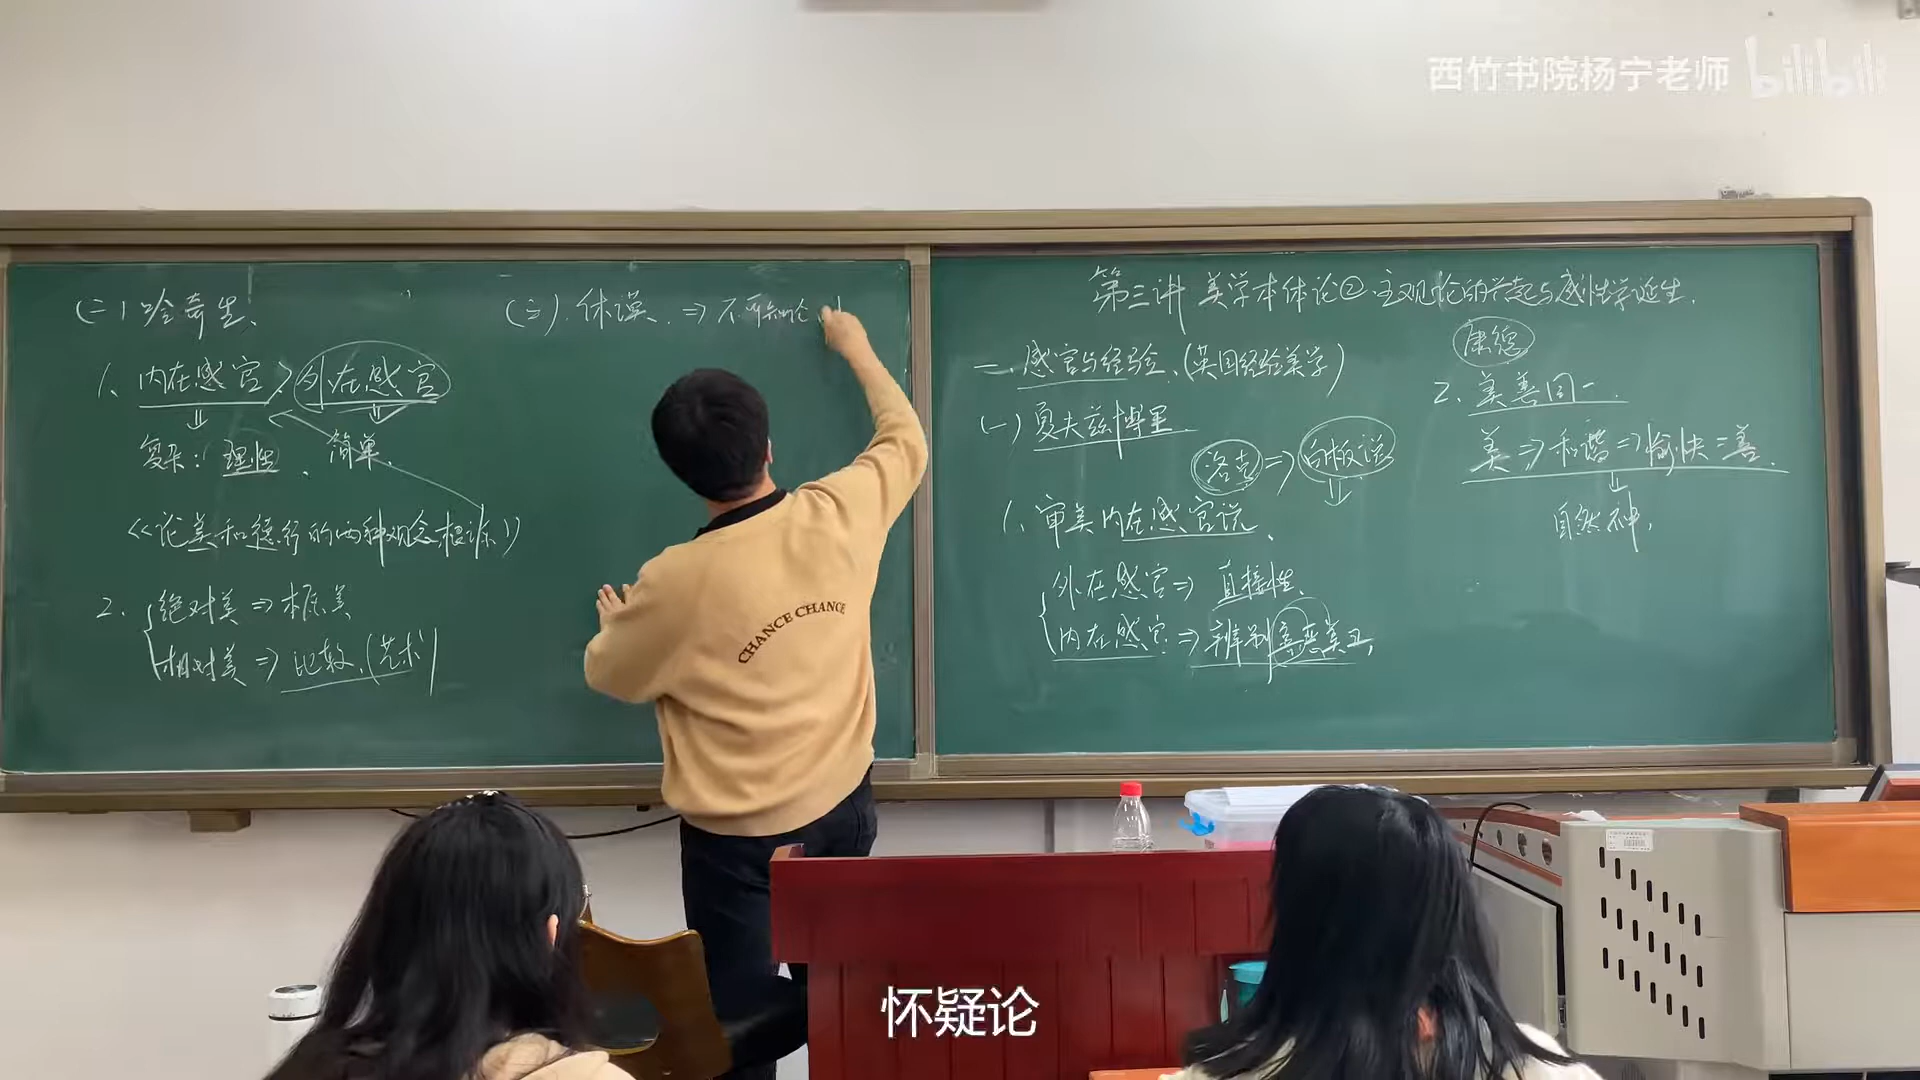 西竹书院杨宁老师 bilibili
(二)哈奇生、
1、内在感官 > 外在感官
复杂:理性、简单.
《论美和德行的两种观念根源》
2. 绝对美 ⇒ 本原美
相对美 ⇒ 比较.(艺术)
(三).休谟. ⇒ 不可知论
第三讲 美学本体论②:主观论的兴起与感性学诞生.
一、感官与经验、(英国经验美学)
(一)夏夫兹博里.
洛克 ⇒ 白板说
1、审美内在感官说、
外在感官 ⇒ 直接性、
内在感官: ⇒ 辨别善恶美丑,
康德
2. 美善同一.
美 ⇒ 和谐 ⇒ 愉快 = 善.
自然神.
CHANCE CHANCE
怀疑论